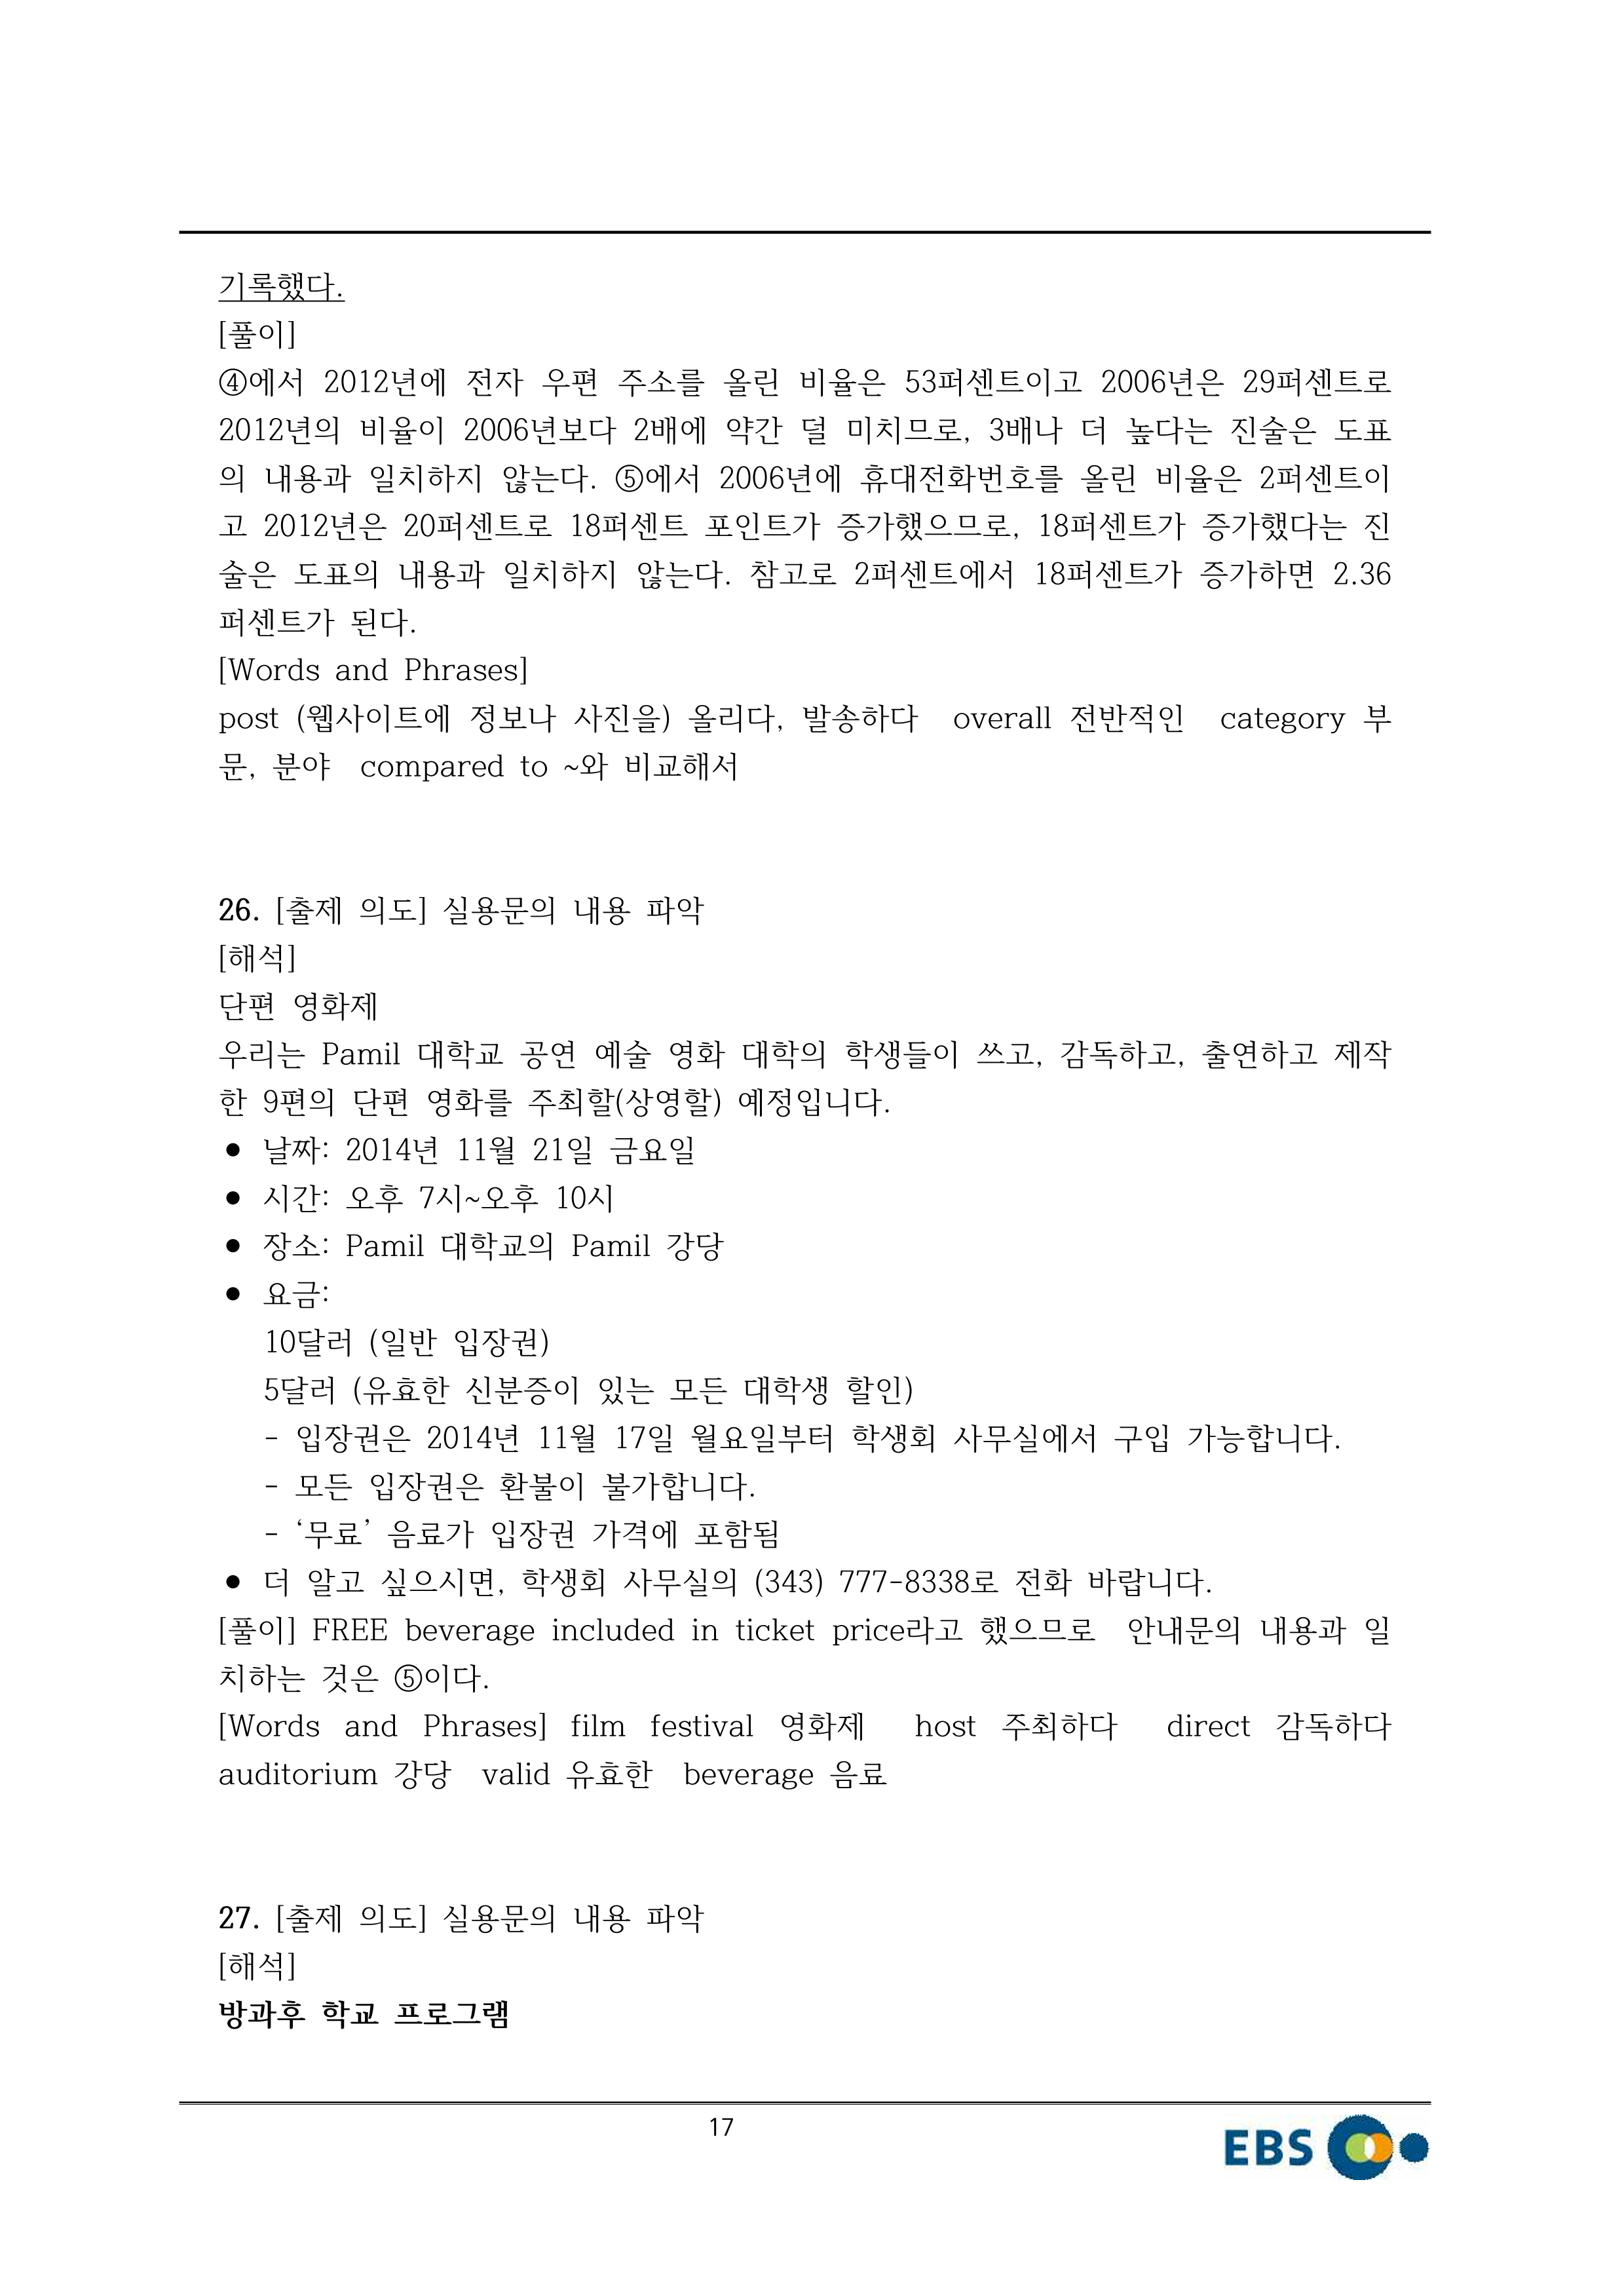 기록했다.
[풀이]
④에서 2012년에 전자 우편 주소를 올린 비율은 53퍼센트이고 2006년은 29퍼센트로
2012년의 비율이 2006년보다 2배에 약간 덜 미치므로, 3배나 더 높다는 진술은 도표
의 내용과 일치하지 않는다. ⑤에서 2006년에 휴대전화번호를 올린 비율은 2퍼센트이
고 2012년은 20퍼센트로 18퍼센트 포인트가 증가했으므로, 18퍼센트가 증가했다는 진
술은 도표의 내용과 일치하지 않는다. 참고로 2퍼센트에서 18퍼센트가 증가하면 2.36
퍼센트가 된다.
[Words and Phrases]
post (웹사이트에 정보나 사진을) 올리다, 발송하다 overall 전반적인 category 부
문, 분야 compared to ~와 비교해서
26. [출제 의도] 실용문의 내용 파악
[해석]
단편 영화제
우리는 Pamil 대학교 공연 예술 영화 대학의 학생들이 쓰고, 감독하고, 출연하고 제작
한 9편의 단편 영화를 주최할(상영할) 예정입니다.
● 날짜: 2014년 11월 21일 금요일
● 시간: 오후 7시~오후 10시
● 장소: Pamil 대학교의 Pamil 강당
● 요금:
10달러 (일반 입장권)
5달러 (유효한 신분증이 있는 모든 대학생 할인)
- 입장권은 2014년 11월 17일 월요일부터 학생회 사무실에서 구입 가능합니다.
- 모든 입장권은 환불이 불가합니다.
- ‘무료’ 음료가 입장권 가격에 포함됨
● 더 알고 싶으시면, 학생회 사무실의 (343) 777-8338로 전화 바랍니다.
[풀이] FREE beverage included in ticket price라고 했으므로 안내문의 내용과 일
치하는 것은 ⑤이다.
[Words and Phrases] film festival 영화제 host 주최하다 direct 감독하다
auditorium 강당 valid 유효한 beverage 음료
27. [출제 의도] 실용문의 내용 파악
[해석]
방과후 학교 프로그램
17
EBS